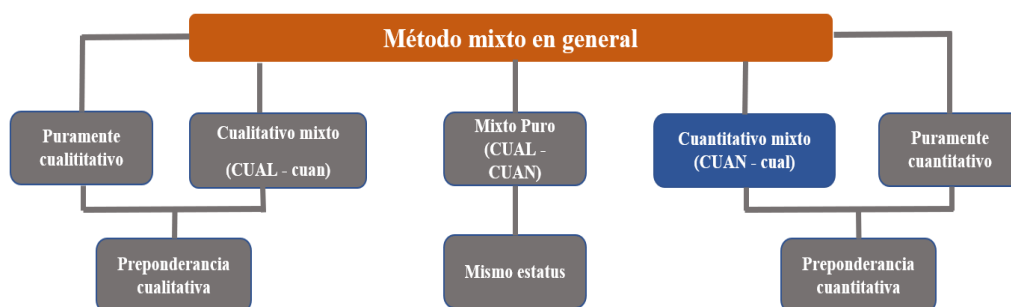 Método mixto en general
Puramente
cualititativo
Cualitativo mixto
(CUAL - cuan)
Mixto Puro
(CUAL -
CUAN)
Cuantitativo mixto
(CUAN - cual)
Puramente
cuantitativo
Preponderancia
cualitativa
Mismo estatus
Preponderancia
cuantitativa